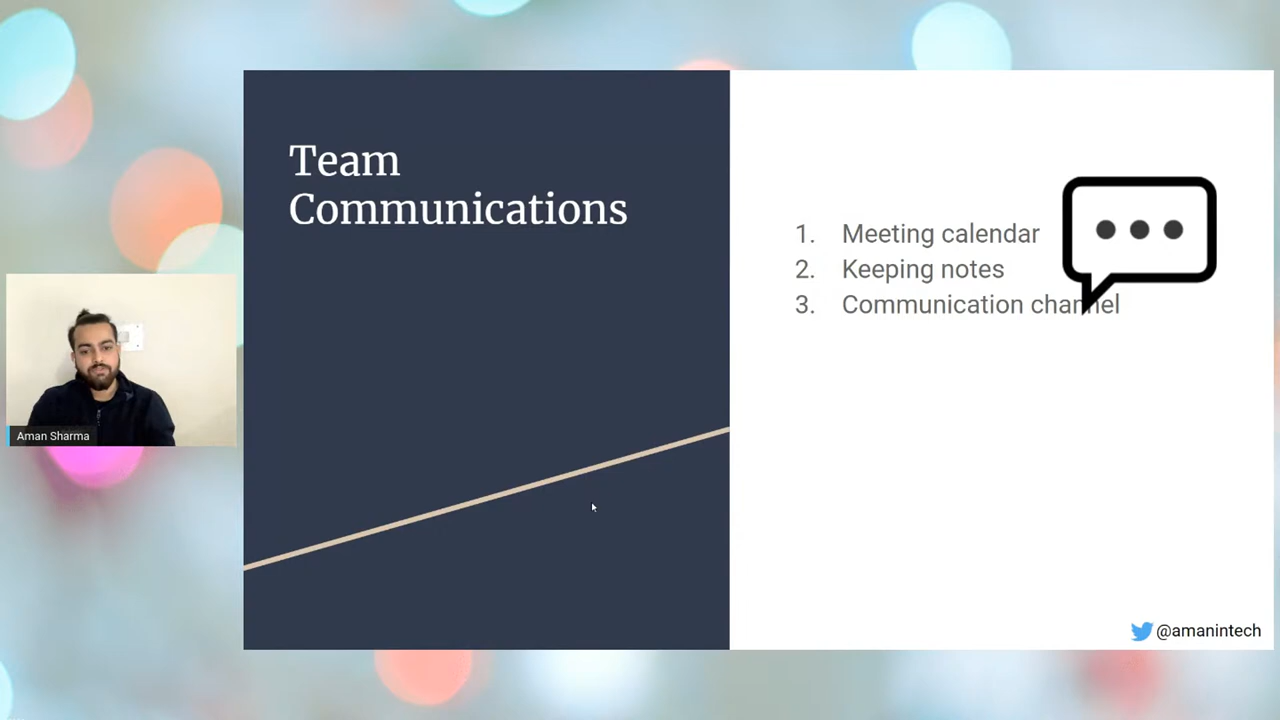 Team
Communications
1. Meeting calendar
2. Keeping notes
3. Communication channel
Aman Sharma
@amanintech